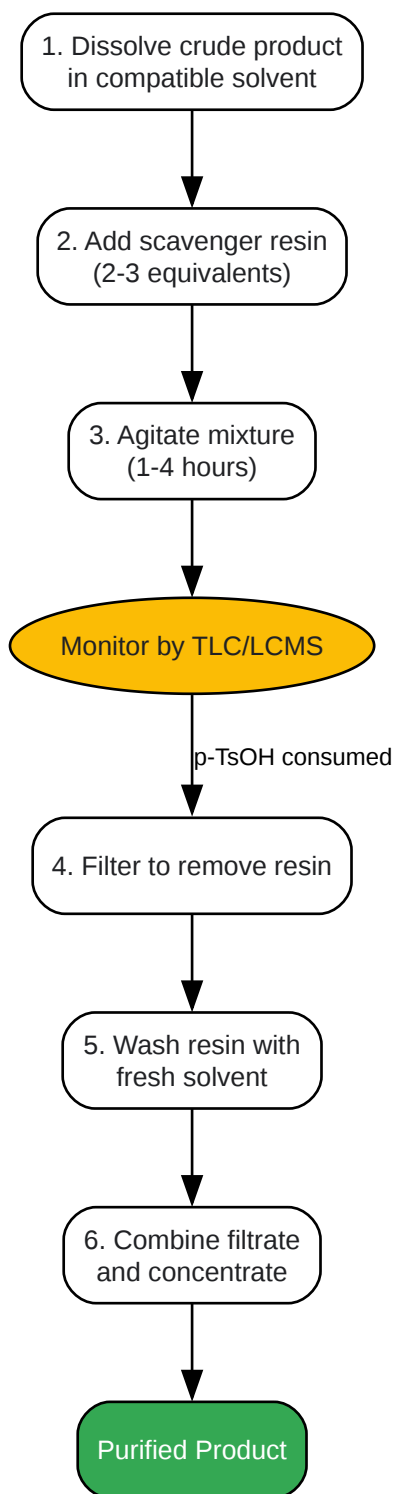 1. Dissolve crude product
in compatible solvent
2. Add scavenger resin
(2-3 equivalents)
3. Agitate mixture
(1-4 hours)
Monitor by TLC/LCMS
p-TsOH consumed
4. Filter to remove resin
5. Wash resin with
fresh solvent
6. Combine filtrate
and concentrate
Purified Product